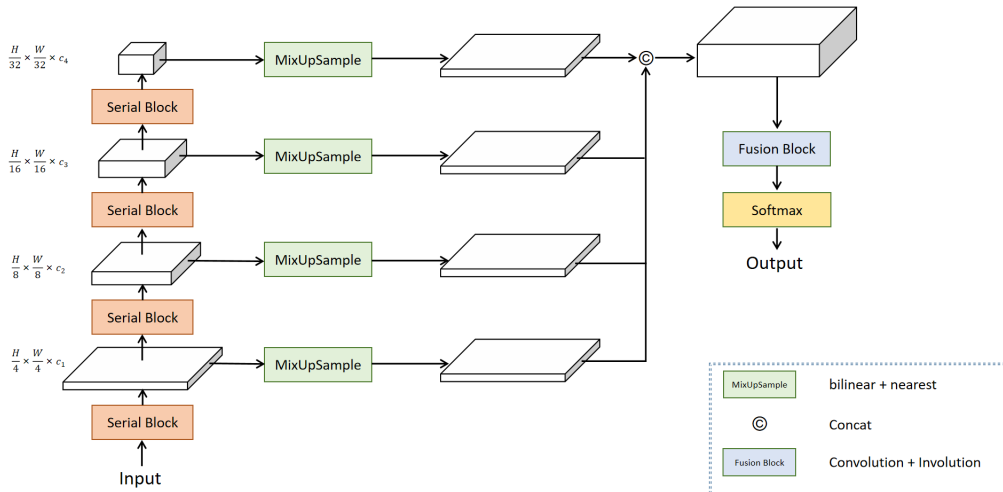 H/32 × W/32 × c₄
MixUpSample
©
Serial Block
H/16 × W/16 × c₃
MixUpSample
Fusion Block
Serial Block
Softmax
H/8 × W/8 × c₂
MixUpSample
Output
Serial Block
H/4 × W/4 × c₁
MixUpSample
Serial Block
Input
MixUpSample bilinear + nearest
© Concat
Fusion Block Convolution + Involution